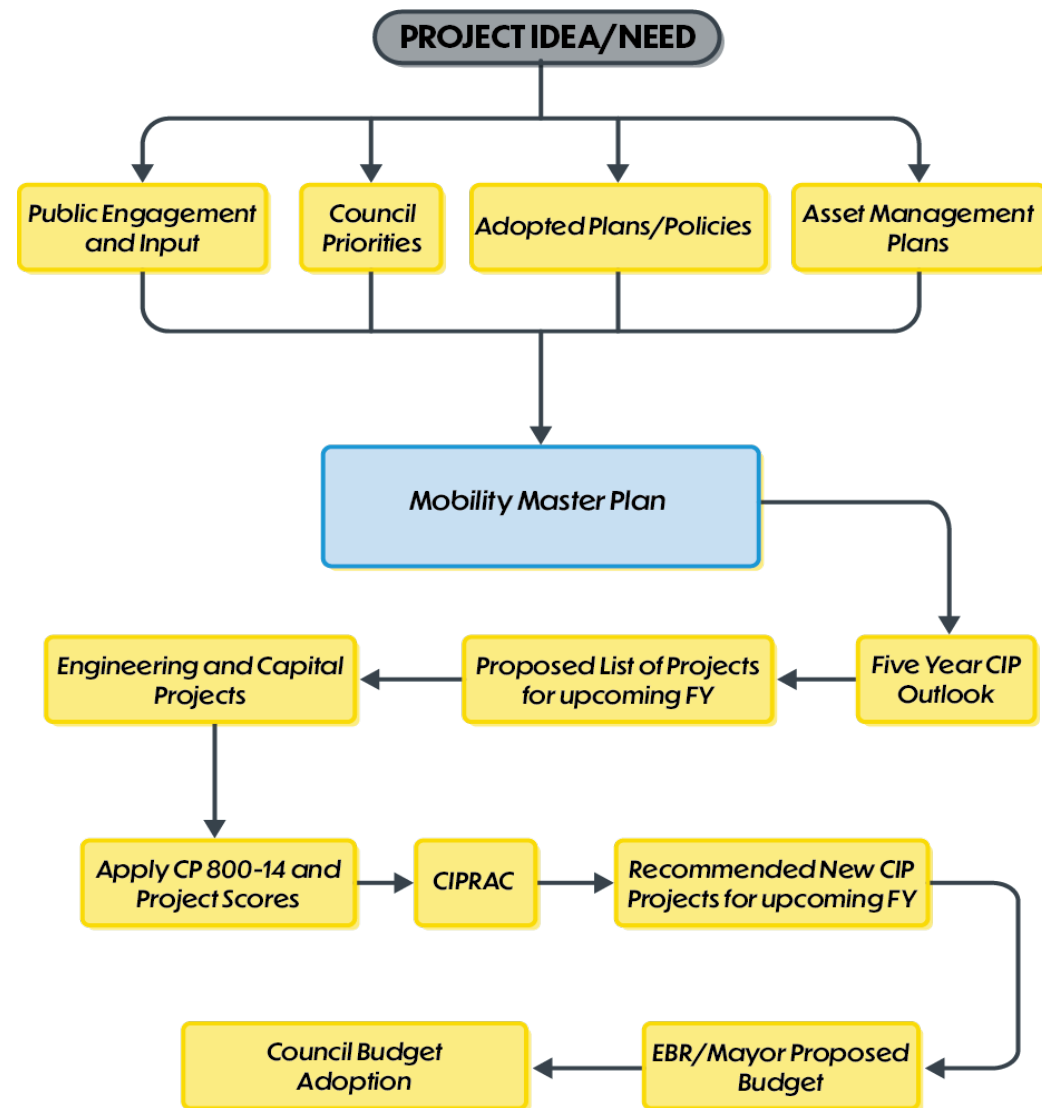 PROJECT IDEA/NEED
Public Engagement
and Input
Council
Priorities
Adopted Plans/Policies
Asset Management
Plans
Mobility Master Plan
Engineering and Capital
Projects
Proposed List of Projects
for upcoming FY
Five Year CIP
Outlook
Apply CP 800-14 and
Project Scores
CIPRAC
Recommended New CIP
Projects for upcoming FY
Council Budget
Adoption
EBR/Mayor Proposed
Budget